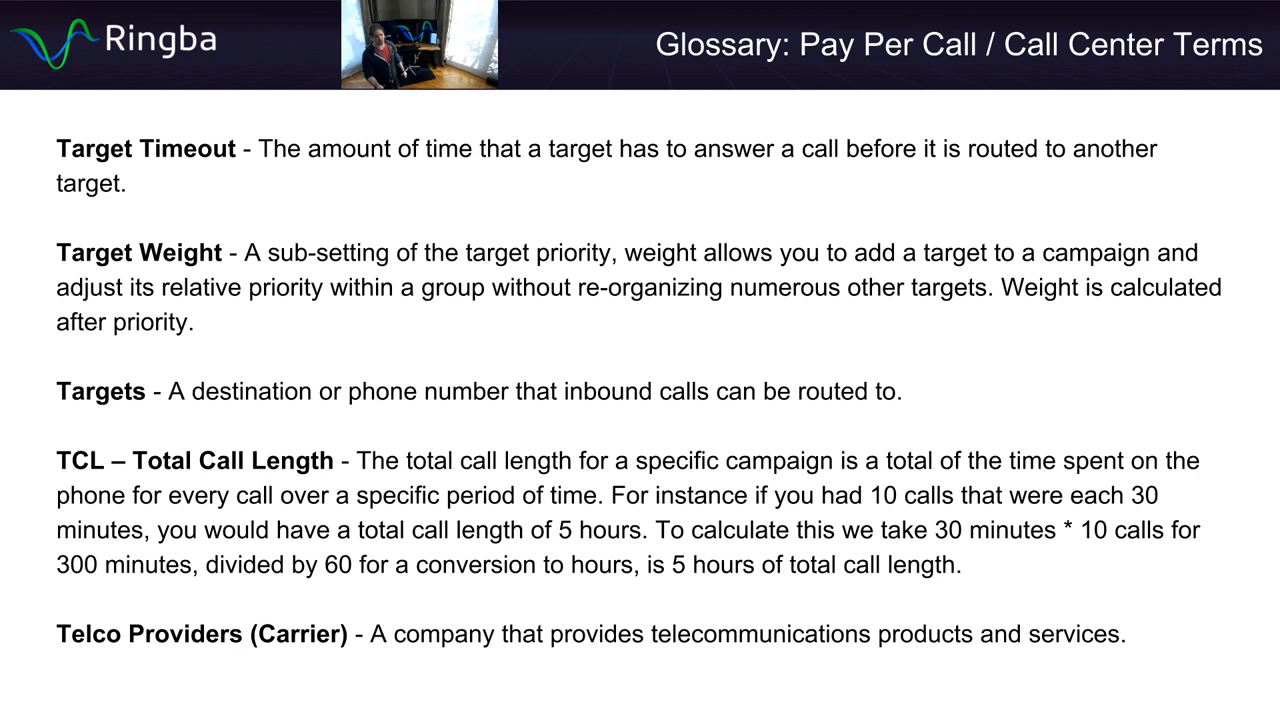 Ringba
Glossary: Pay Per Call / Call Center Terms
Target Timeout - The amount of time that a target has to answer a call before it is routed to another
target.
Target Weight - A sub-setting of the target priority, weight allows you to add a target to a campaign and
adjust its relative priority within a group without re-organizing numerous other targets. Weight is calculated
after priority.
Targets - A destination or phone number that inbound calls can be routed to.
TCL – Total Call Length - The total call length for a specific campaign is a total of the time spent on the
phone for every call over a specific period of time. For instance if you had 10 calls that were each 30
minutes, you would have a total call length of 5 hours. To calculate this we take 30 minutes * 10 calls for
300 minutes, divided by 60 for a conversion to hours, is 5 hours of total call length.
Telco Providers (Carrier) - A company that provides telecommunications products and services.